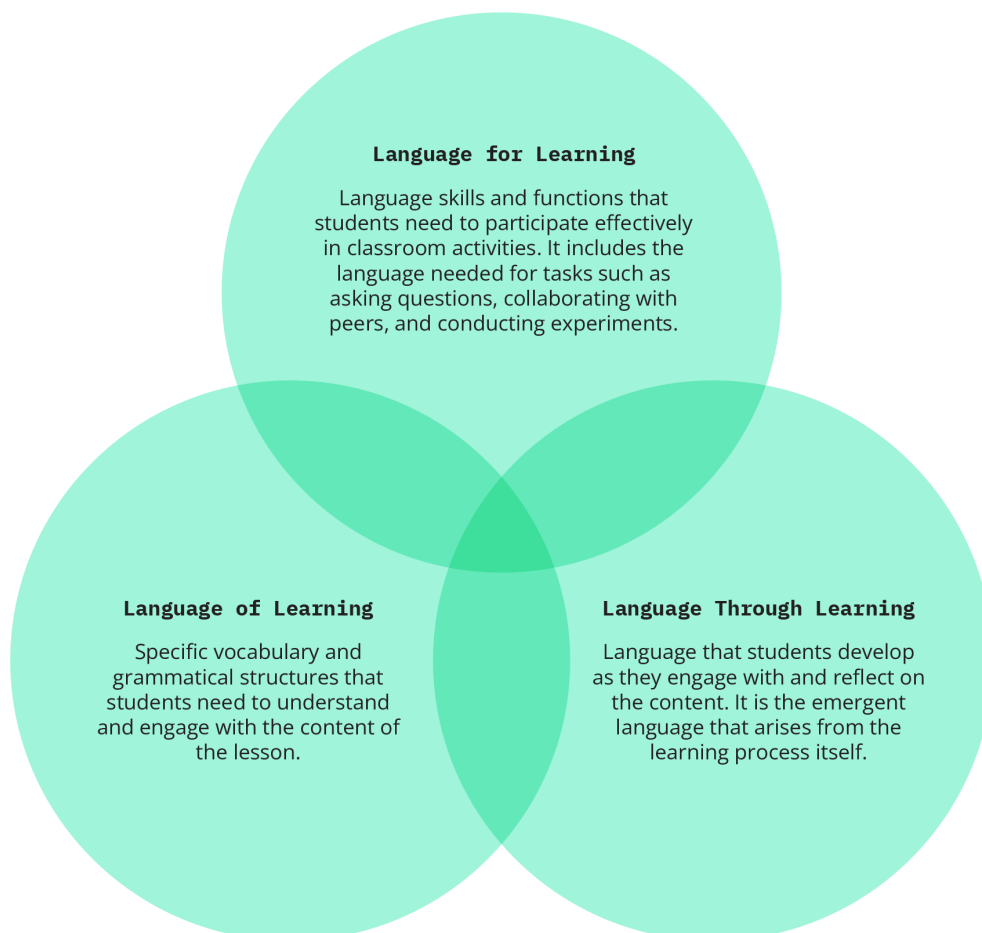 Language for Learning
Language skills and functions that
students need to participate effectively
in classroom activities. It includes the
language needed for tasks such as
asking questions, collaborating with
peers, and conducting experiments.
Language of Learning
Specific vocabulary and
grammatical structures that
students need to understand
and engage with the content of
the lesson.
Language Through Learning
Language that students develop
as they engage with and reflect on
the content. It is the emergent
language that arises from the
learning process itself.